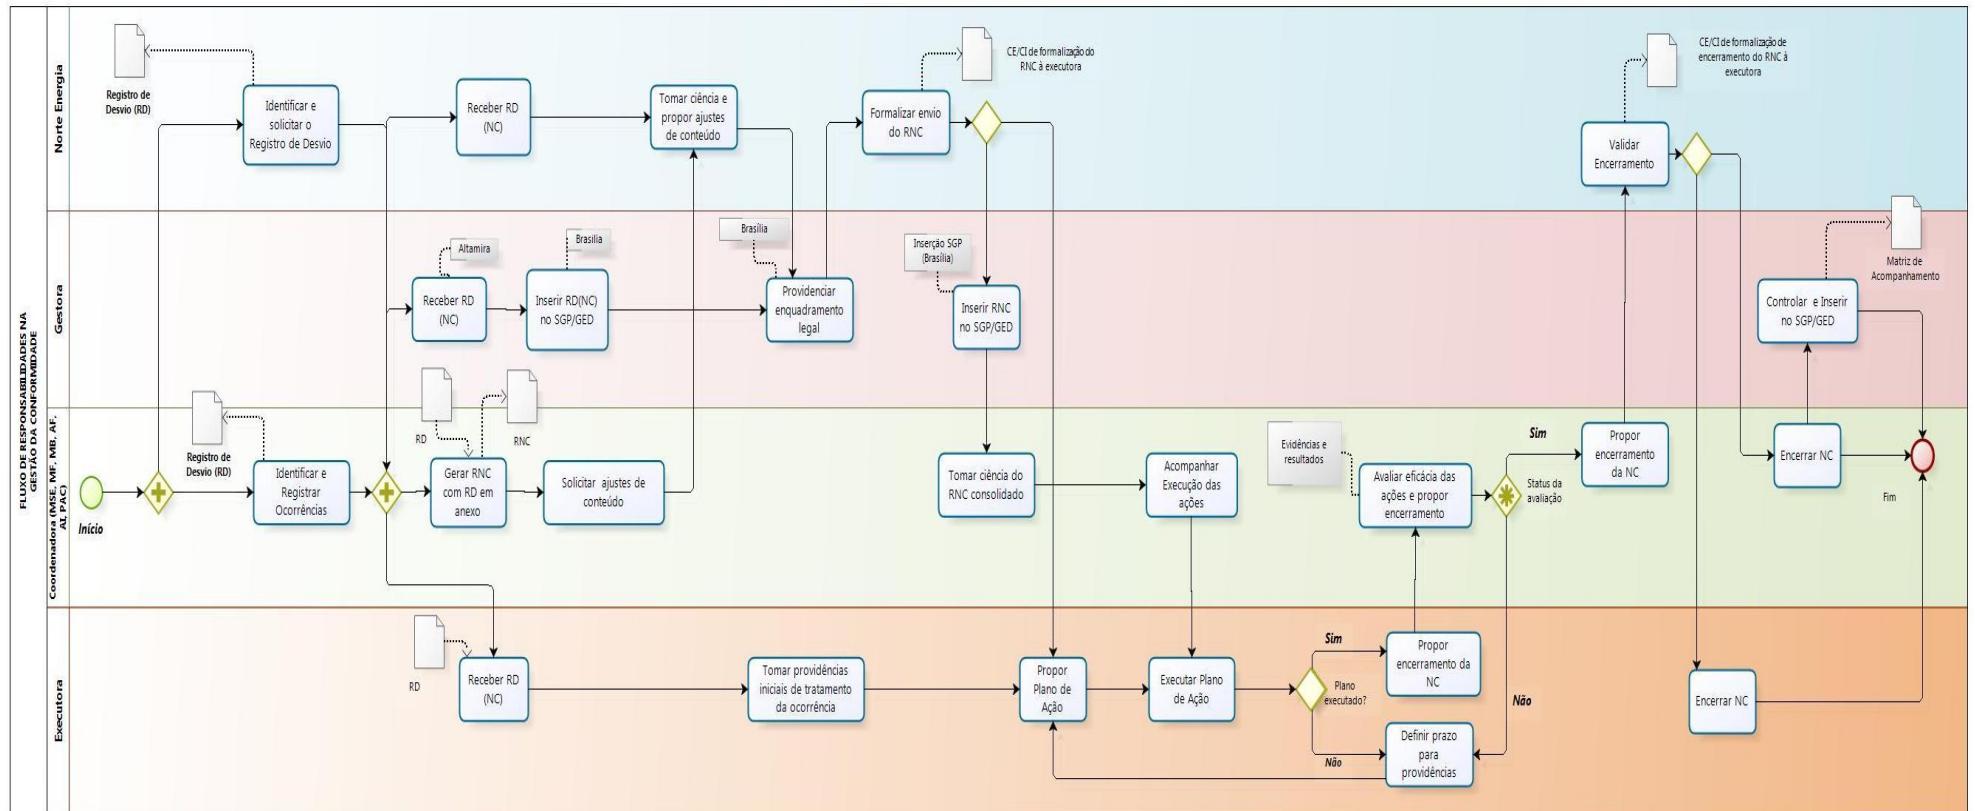 FLUXO DE RESPONSABILIDADES NA
GESTÃO DA CONFORMIDADE
Norte Energia
Registro de
Desvio (RD)
Identificar e
solicitar o
Registro de Desvio
Receber RD
(NC)
Tomar ciência e
propor ajustes
de conteúdo
Formalizar envio
do RNC
CE/CI de formalização do
RNC à executora
Validar
Encerramento
CE/CI de formalização de
encerramento do RNC à
executora
Gestora
Altamira
Receber RD
(NC)
Brasilia
Inserir RD(NC)
no SGP/GED
Brasília
Providenciar
enquadramento
legal
Inserção SGP
(Brasília)
Inserir RNC
no SGP/GED
Controlar e Inserir
no SGP/GED
Matriz de
Acompanhamento
Coordenadora (MSE, MF, MB, AF,
AI, PAC)
Início
Registro de
Desvio (RD)
Identificar e
Registrar
Ocorrências
RD
RNC
Gerar RNC
com RD em
anexo
Solicitar ajustes de
conteúdo
Tomar ciência do
RNC consolidado
Acompanhar
Execução das
ações
Evidências e
resultados
Avaliar eficácia das
ações e propor
encerramento
Status da
avaliação
Sim
Propor
encerramento
da NC
Encerrar NC
Fim
Executora
RD
Receber RD
(NC)
Tomar providências
iniciais de tratamento
da ocorrência
Propor
Plano de
Ação
Executar Plano
de Ação
Plano
executado?
Sim
Propor
encerramento da
NC
Não
Não
Definir prazo
para
providências
Encerrar NC